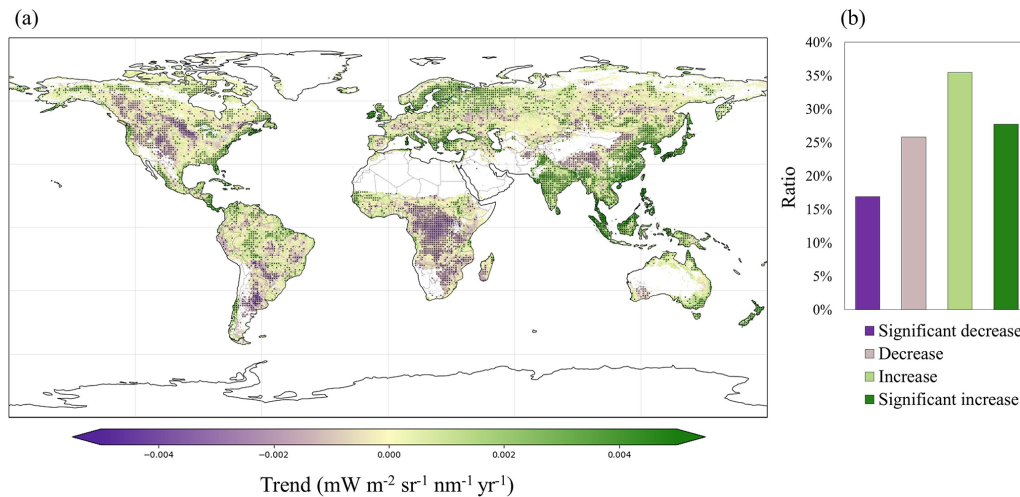 (a)
(b)
40%
35%
30%
25%
20%
15%
10%
5%
0%
Ratio
Significant decrease
Decrease
Increase
Significant increase
−0.004
−0.002
0.000
0.002
0.004
Trend (mW m⁻² sr⁻¹ nm⁻¹ yr⁻¹)